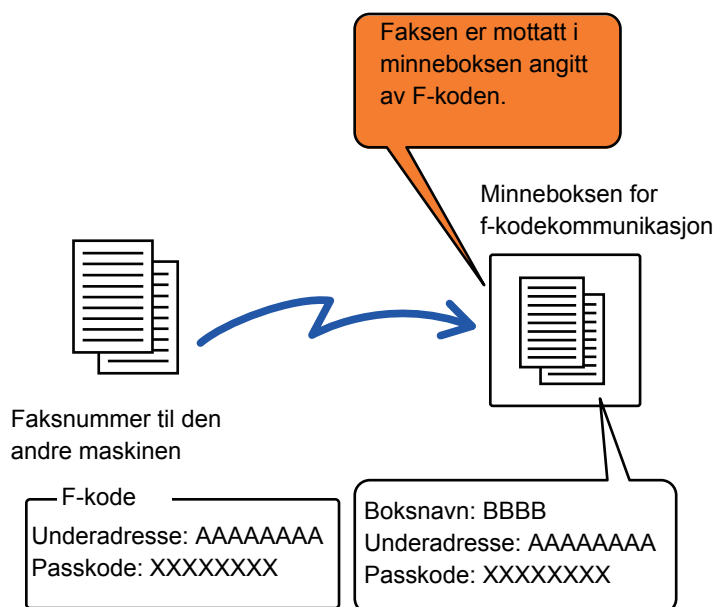 Faksen er mottatt i
minneboksen angitt
av F-koden.
Minneboksen for
f-kodekommunikasjon
Faksnummer til den
andre maskinen
F-kode
Underadresse: AAAAAAAA
Passkode: XXXXXXXX
Boksnavn: BBBB
Underadresse: AAAAAAAA
Passkode: XXXXXXXX